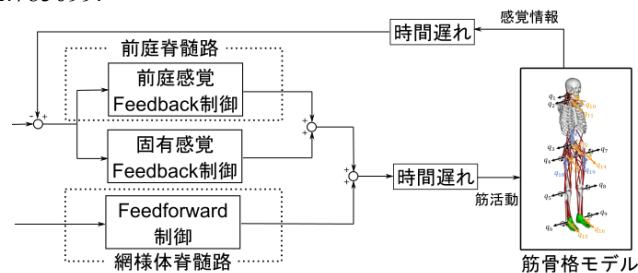 時間遅れ
感覚情報
前庭脊髄路
前庭感覚
Feedback制御
固有感覚
Feedback制御
時間遅れ
筋活動
Feedforward
制御
網様体脊髄路
筋骨格モデル